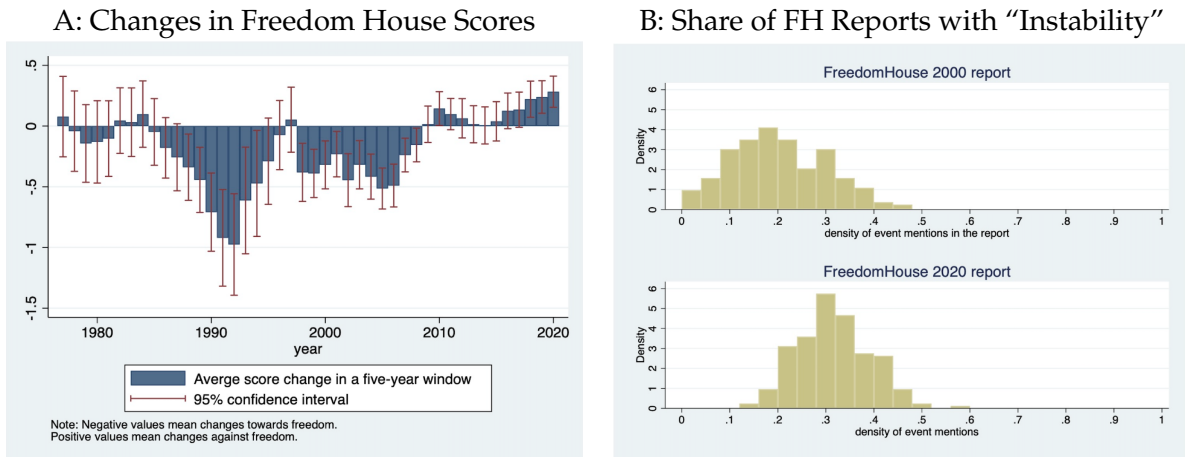 A: Changes in Freedom House Scores
.5
0
-.5
-1
-1.5
1980 1990 2000 2010 2020
year
Averge score change in a five-year window
95% confidence interval
Note: Negative values mean changes towards freedom.
Positive values mean changes against freedom.
B: Share of FH Reports with “Instability”
FreedomHouse 2000 report
Density
6
5
4
3
2
1
0
0 .1 .2 .3 .4 .5 .6 .7 .8 .9 1
density of event mentions in the report
FreedomHouse 2020 report
Density
6
5
4
3
2
1
0
0 .1 .2 .3 .4 .5 .6 .7 .8 .9 1
density of event mentions